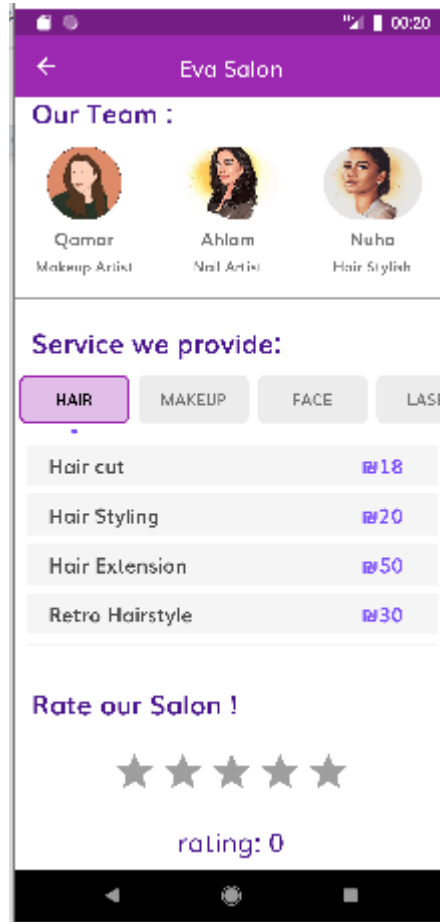 00:20
Eva Salon
Our Team :
Qamar Ahlam Nuha
Makeup Artist Nail Artist Hair Stylish
Service we provide:
HAIR MAKEUP FACE LAS
Hair cut ₪18
Hair Styling ₪20
Hair Extension ₪50
Retro Hairstyle ₪30
Rate our Salon !
rating: 0